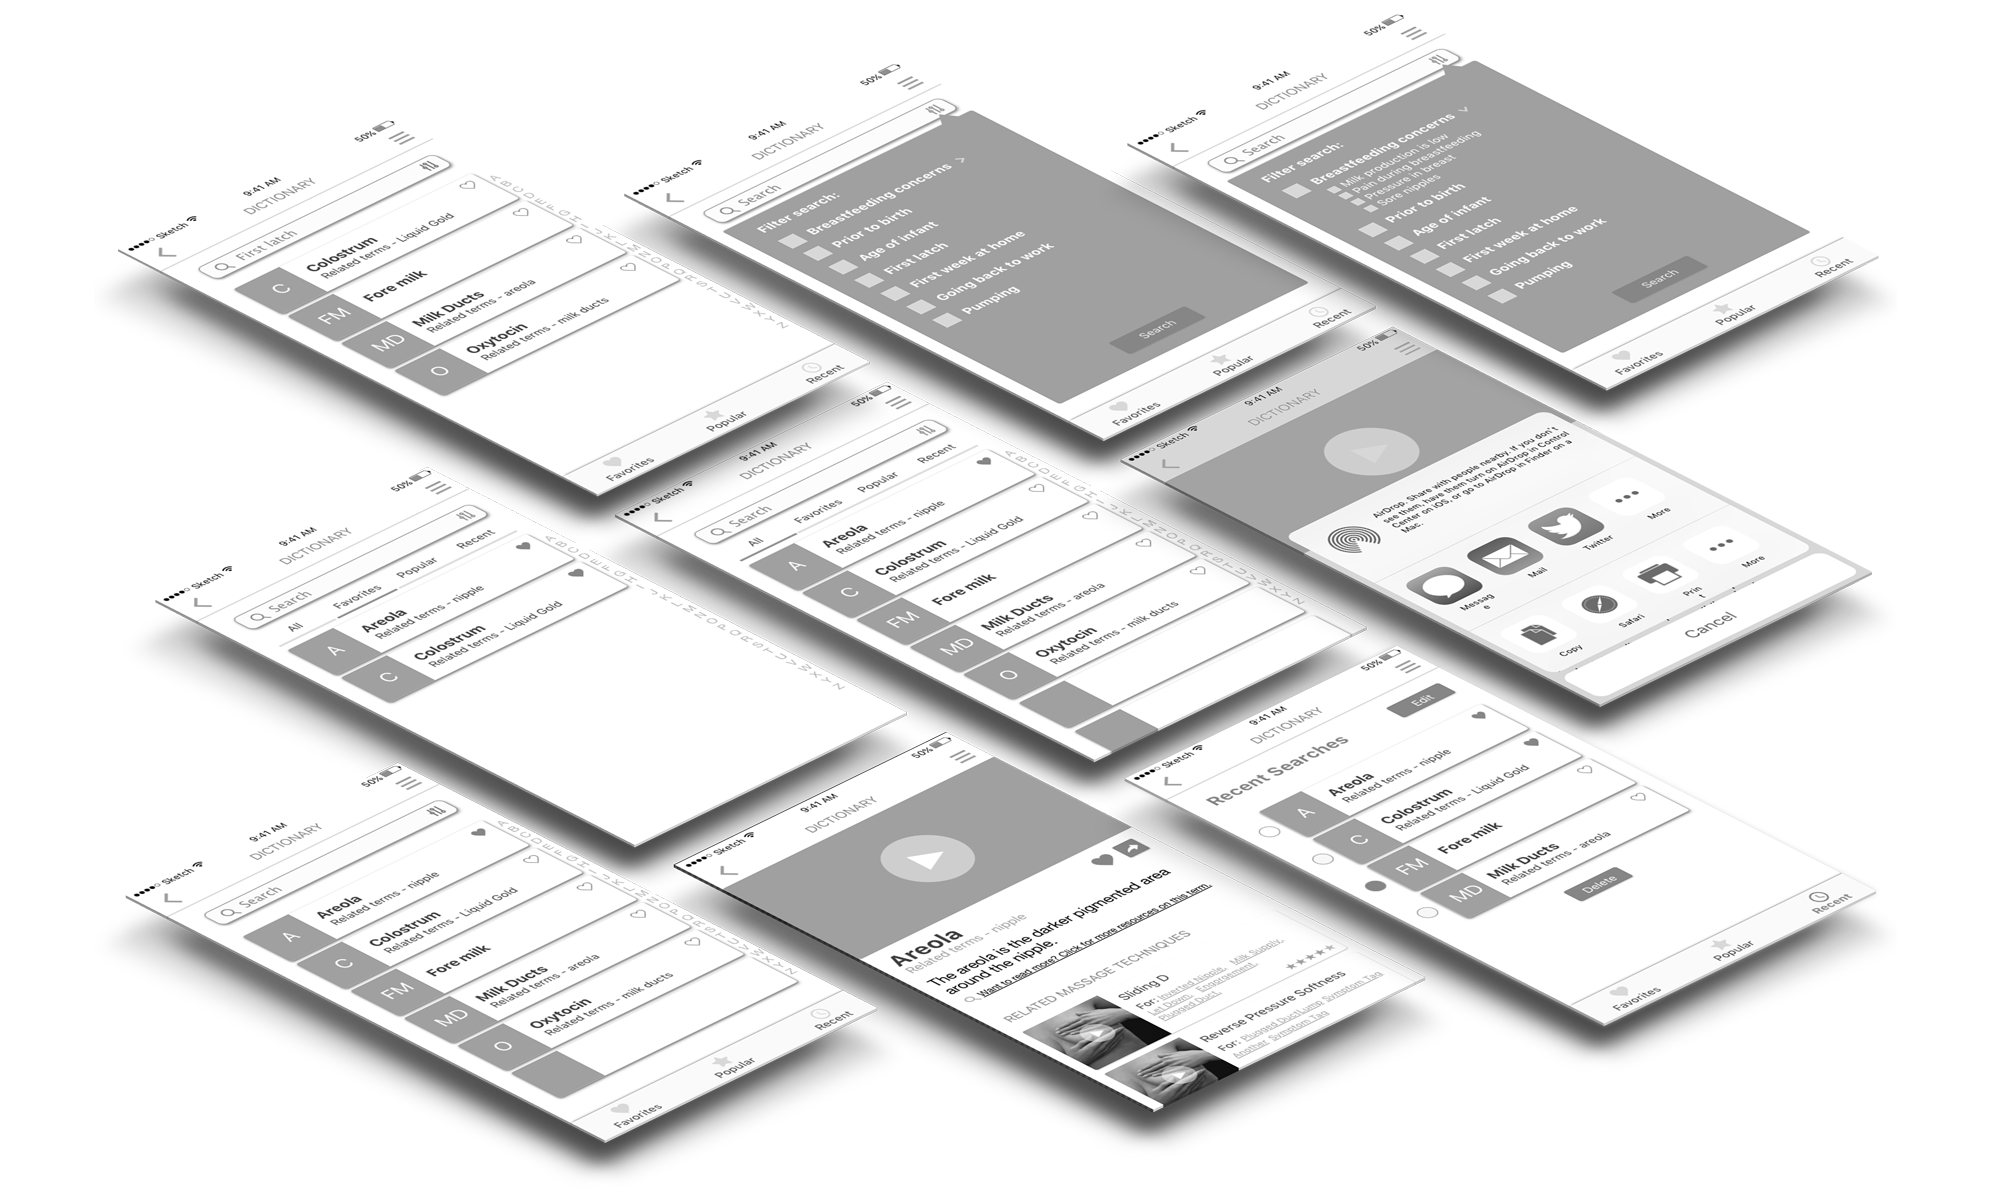 Sketch
9:41 AM
50%
DICTIONARY
First latch
C
Colostrum
Related terms - Liquid Gold
FM
Fore milk
MD
Milk Ducts
Related terms - areola
O
Oxytocin
Related terms - milk ducts
A B C D E F G H I J K L M N O P Q R S T U V W X Y Z
Favorites
Popular
Recent
Sketch
9:41 AM
50%
DICTIONARY
Search
Filter search:
Breastfeeding concerns >
Prior to birth
Age of infant
First latch
First week at home
Going back to work
Pumping
Search
Favorites
Popular
Recent
Sketch
9:41 AM
50%
DICTIONARY
Search
Filter search:
Breastfeeding concerns
Milk production is low
Pain during breastfeeding
Pressure in breast
Sore nipples
Prior to birth
Age of infant
First latch
First week at home
Going back to work
Pumping
Search
Favorites
Popular
Recent
Sketch
9:41 AM
50%
DICTIONARY
Search
All
Favorites
Popular
Recent
A
Areola
Related terms - nipple
C
Colostrum
Related terms - Liquid Gold
A B C D E F G H I J K L M N O P Q R S T U V W X Y Z
Sketch
9:41 AM
50%
DICTIONARY
Search
All
Favorites
Popular
Recent
A
Areola
Related terms - nipple
C
Colostrum
Related terms - Liquid Gold
FM
Fore milk
MD
Milk Ducts
Related terms - areola
O
Oxytocin
Related terms - milk ducts
A B C D E F G H I J K L M N O P Q R S T U V W X Y Z
Sketch
9:41 AM
50%
DICTIONARY
AirDrop. Share with people nearby. If you don't
see them, have them turn on AirDrop in Control
Center on iOS, or go to AirDrop in Finder on a
Mac.
Messag
e
Mail
Twitter
More
Copy
Safari
Prin
t
More
Cancel
Sketch
9:41 AM
50%
DICTIONARY
Search
A
Areola
Related terms - nipple
C
Colostrum
Related terms - Liquid Gold
FM
Fore milk
MD
Milk Ducts
Related terms - areola
O
Oxytocin
Related terms - milk ducts
A B C D E F G H I J K L M N O P Q R S T U V W X Y Z
Favorites
Popular
Recent
Sketch
9:41 AM
50%
DICTIONARY
Areola
Related terms - nipple
The areola is the darker pigmented area
around the nipple.
Want to read more? Click for more resources on this term.
RELATED MASSAGE TECHNIQUES
Sliding D
For: Inverted Nipple, Milk Supply,
Let Down, Engorgement,
Plugged Duct,
Reverse Pressure Softness
For: Plugged Duct Lump Symptom Tag
Another Symptom Tag
Sketch
9:41 AM
50%
DICTIONARY
Recent Searches
Edit
A
Areola
Related terms - nipple
C
Colostrum
Related terms - Liquid Gold
FM
Fore milk
MD
Milk Ducts
Related terms - areola
Delete
Favorites
Popular
Recent